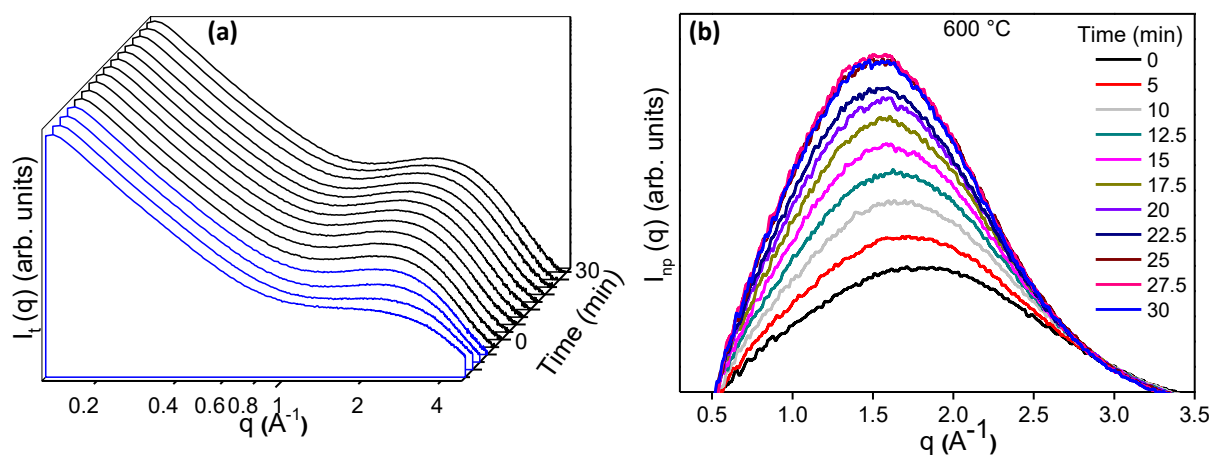 (a)
I_t (q) (arb. units)
30
0
Time (min)
0.2 0.4 0.6 0.8 1 2 4
q (A^-1)
(b)
600 °C
Time (min)
0
5
10
12.5
15
17.5
20
22.5
25
27.5
30
I_np (q) (arb. units)
0.5 1.0 1.5 2.0 2.5 3.0 3.5
q (A^-1)